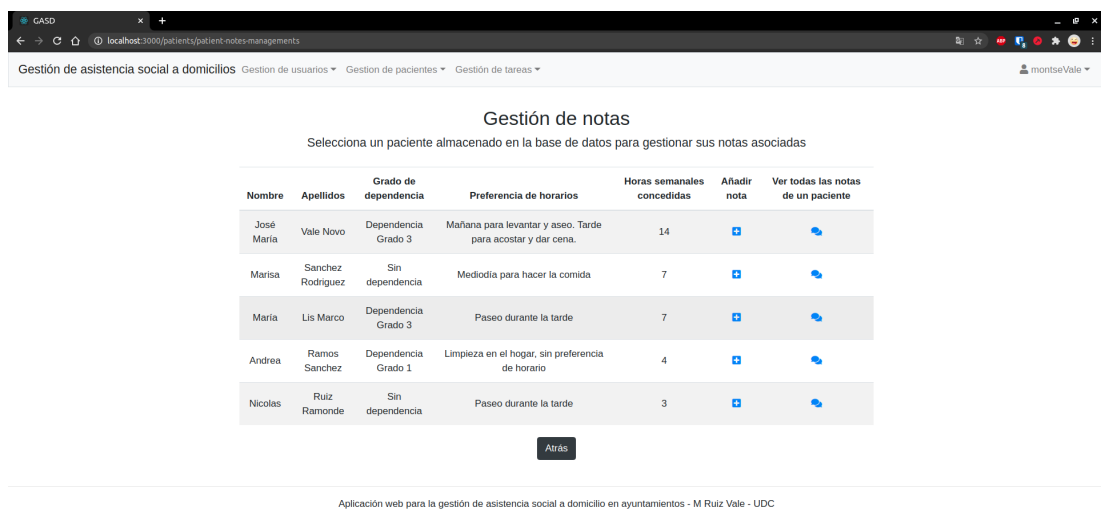 GASD
localhost:3000/patients/patient-notes-managements
Gestión de asistencia social a domicilios Gestion de usuarios Gestion de pacientes Gestión de tareas montseVale
Gestión de notas
Selecciona un paciente almacenado en la base de datos para gestionar sus notas asociadas
Nombre Apellidos Grado de dependencia Preferencia de horarios Horas semanales concedidas Añadir nota Ver todas las notas de un paciente
José María Vale Novo Dependencia Grado 3 Mañana para levantar y aseo. Tarde para acostar y dar cena. 14
Marisa Sanchez Rodriguez Sin dependencia Mediodía para hacer la comida 7
María Lis Marco Dependencia Grado 3 Paseo durante la tarde 7
Andrea Ramos Sanchez Dependencia Grado 1 Limpieza en el hogar, sin preferencia de horario 4
Nicolas Ruiz Ramonde Sin dependencia Paseo durante la tarde 3
Atrás
Aplicación web para la gestión de asistencia social a domicilio en ayuntamientos - M Ruiz Vale - UDC